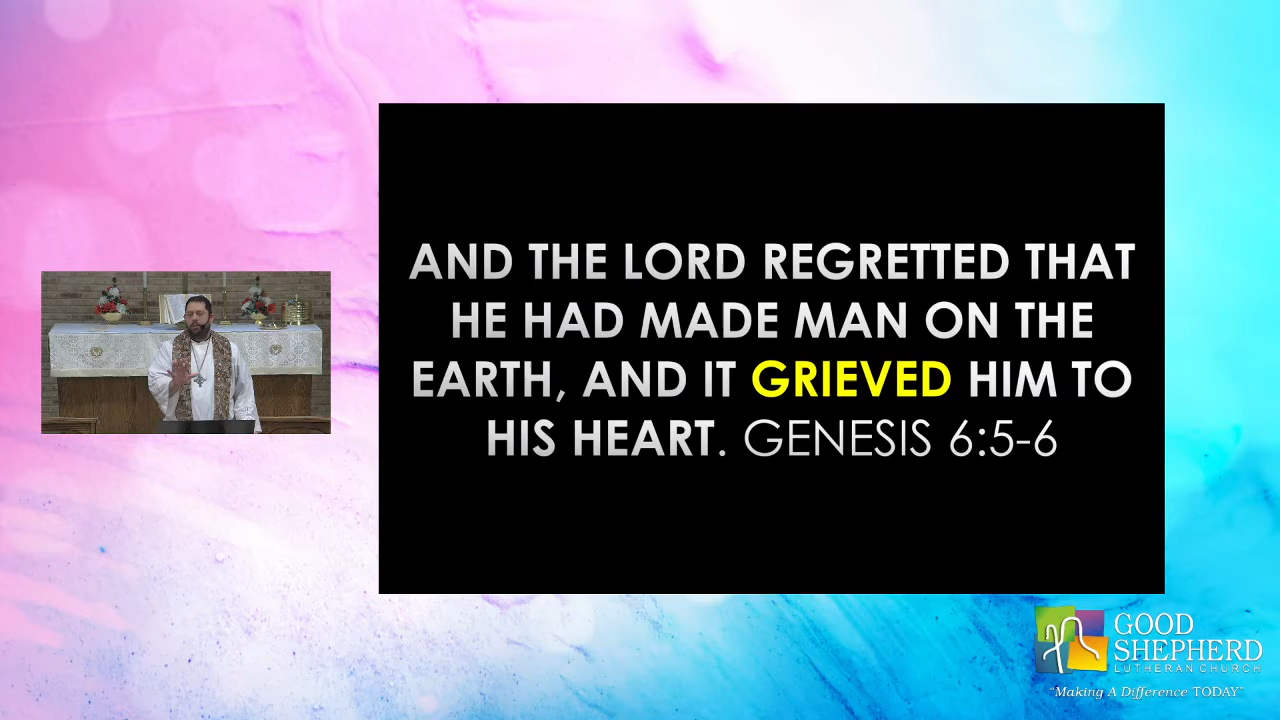 AND THE LORD REGRETTED THAT
HE HAD MADE MAN ON THE
EARTH, AND IT GRIEVED HIM TO
HIS HEART. GENESIS 6:5-6
GOOD
SHEPHERD
LUTHERAN CHURCH
"Making A Difference TODAY"